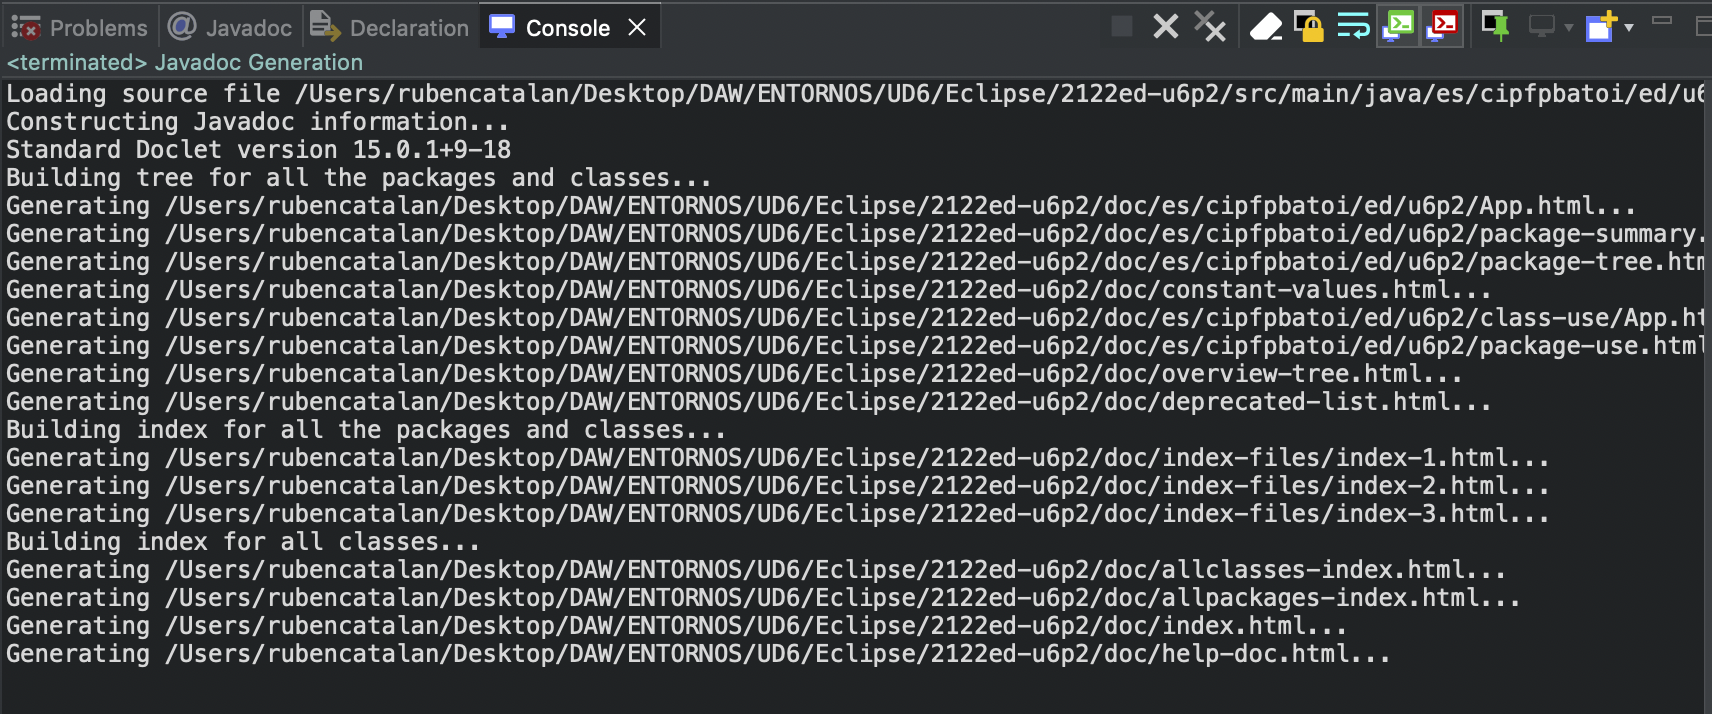 Problems Javadoc Declaration Console
<terminated> Javadoc Generation
Loading source file /Users/rubencatalan/Desktop/DAW/ENTORNOS/UD6/Eclipse/2122ed-u6p2/src/main/java/es/cipfpbatoi/ed/u6
Constructing Javadoc information...
Standard Doclet version 15.0.1+9-18
Building tree for all the packages and classes...
Generating /Users/rubencatalan/Desktop/DAW/ENTORNOS/UD6/Eclipse/2122ed-u6p2/doc/es/cipfpbatoi/ed/u6p2/App.html...
Generating /Users/rubencatalan/Desktop/DAW/ENTORNOS/UD6/Eclipse/2122ed-u6p2/doc/es/cipfpbatoi/ed/u6p2/package-summary.
Generating /Users/rubencatalan/Desktop/DAW/ENTORNOS/UD6/Eclipse/2122ed-u6p2/doc/es/cipfpbatoi/ed/u6p2/package-tree.htm
Generating /Users/rubencatalan/Desktop/DAW/ENTORNOS/UD6/Eclipse/2122ed-u6p2/doc/constant-values.html...
Generating /Users/rubencatalan/Desktop/DAW/ENTORNOS/UD6/Eclipse/2122ed-u6p2/doc/es/cipfpbatoi/ed/u6p2/class-use/App.ht
Generating /Users/rubencatalan/Desktop/DAW/ENTORNOS/UD6/Eclipse/2122ed-u6p2/doc/es/cipfpbatoi/ed/u6p2/package-use.html
Generating /Users/rubencatalan/Desktop/DAW/ENTORNOS/UD6/Eclipse/2122ed-u6p2/doc/overview-tree.html...
Generating /Users/rubencatalan/Desktop/DAW/ENTORNOS/UD6/Eclipse/2122ed-u6p2/doc/deprecated-list.html...
Building index for all the packages and classes...
Generating /Users/rubencatalan/Desktop/DAW/ENTORNOS/UD6/Eclipse/2122ed-u6p2/doc/index-files/index-1.html...
Generating /Users/rubencatalan/Desktop/DAW/ENTORNOS/UD6/Eclipse/2122ed-u6p2/doc/index-files/index-2.html...
Generating /Users/rubencatalan/Desktop/DAW/ENTORNOS/UD6/Eclipse/2122ed-u6p2/doc/index-files/index-3.html...
Building index for all classes...
Generating /Users/rubencatalan/Desktop/DAW/ENTORNOS/UD6/Eclipse/2122ed-u6p2/doc/allclasses-index.html...
Generating /Users/rubencatalan/Desktop/DAW/ENTORNOS/UD6/Eclipse/2122ed-u6p2/doc/allpackages-index.html...
Generating /Users/rubencatalan/Desktop/DAW/ENTORNOS/UD6/Eclipse/2122ed-u6p2/doc/index.html...
Generating /Users/rubencatalan/Desktop/DAW/ENTORNOS/UD6/Eclipse/2122ed-u6p2/doc/help-doc.html...